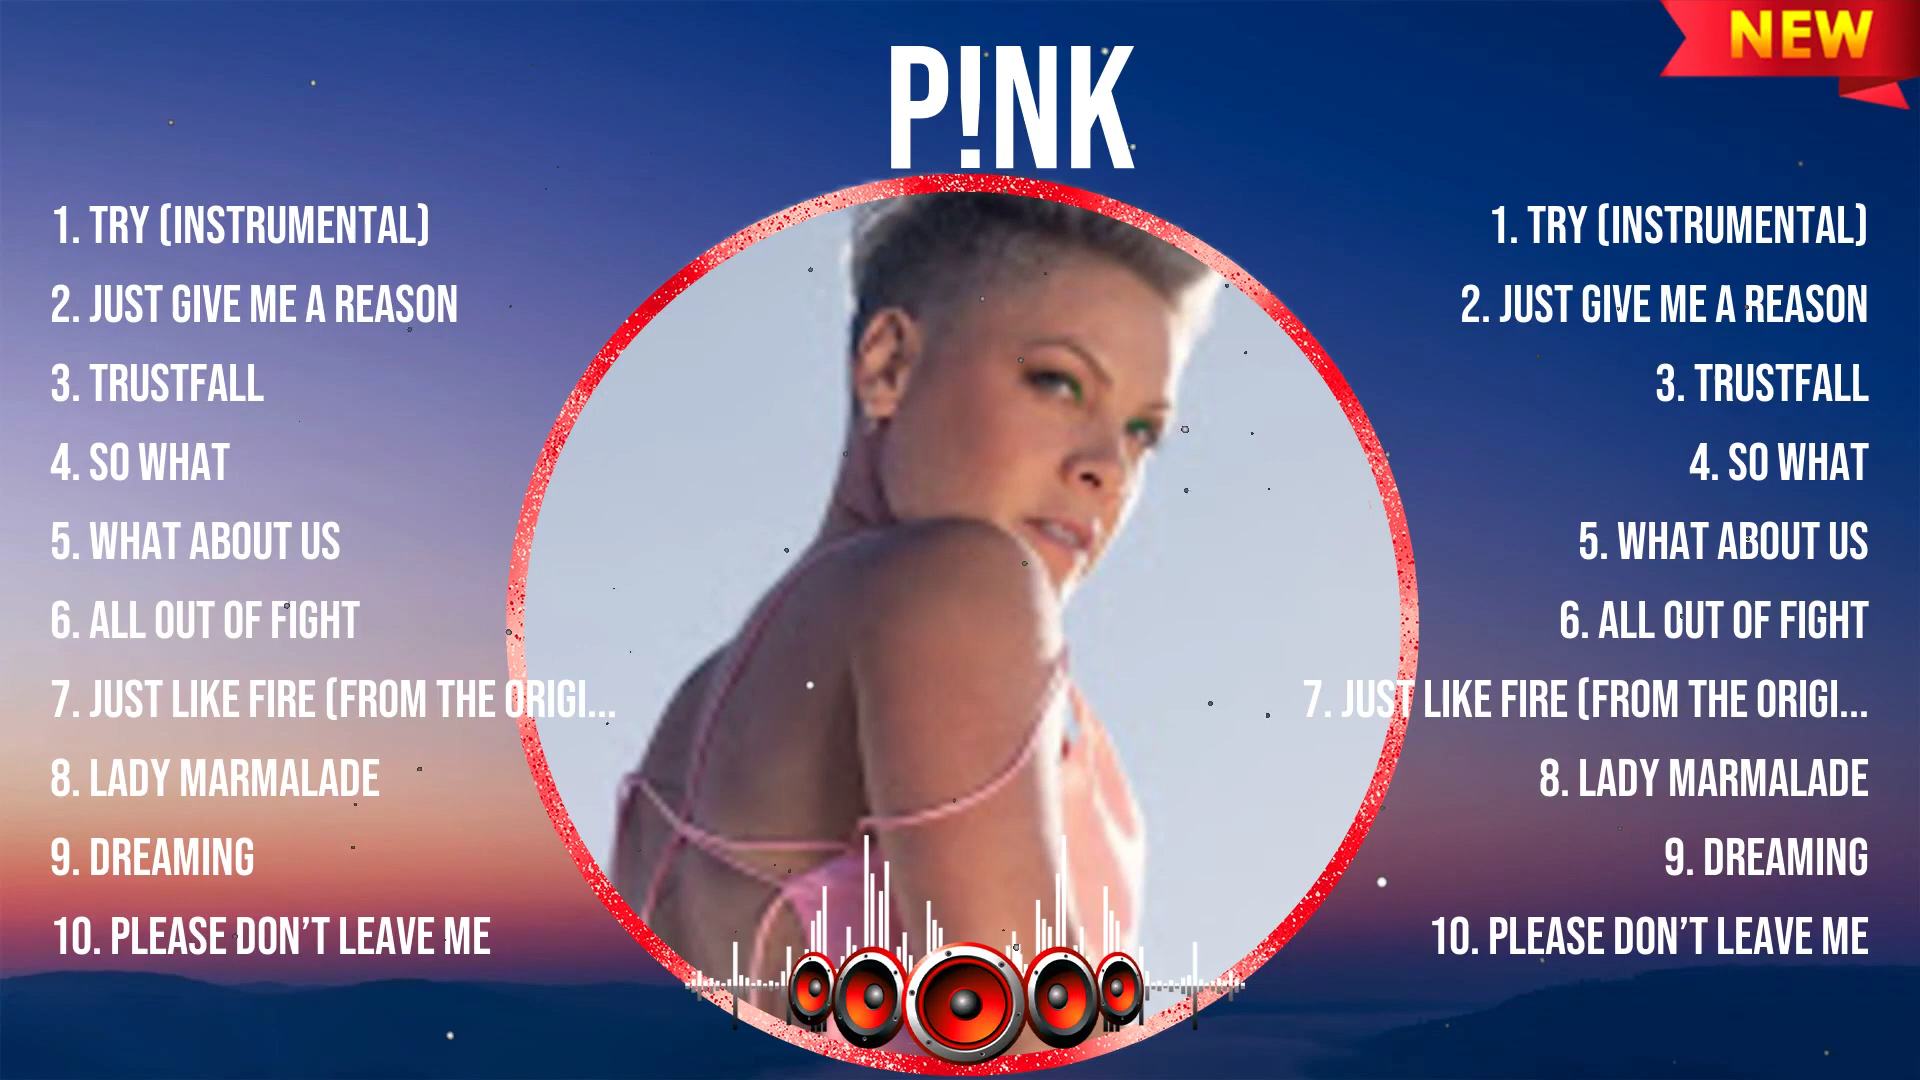 NEW
P!NK
1. TRY (INSTRUMENTAL)
2. JUST GIVE ME A REASON
3. TRUSTFALL
4. SO WHAT
5. WHAT ABOUT US
6. ALL OUT OF FIGHT
7. JUST LIKE FIRE (FROM THE ORIGI...
8. LADY MARMALADE
9. DREAMING
10. PLEASE DON’T LEAVE ME
1. TRY (INSTRUMENTAL)
2. JUST GIVE ME A REASON
3. TRUSTFALL
4. SO WHAT
5. WHAT ABOUT US
6. ALL OUT OF FIGHT
7. JUST LIKE FIRE (FROM THE ORIGI...
8. LADY MARMALADE
9. DREAMING
10. PLEASE DON’T LEAVE ME